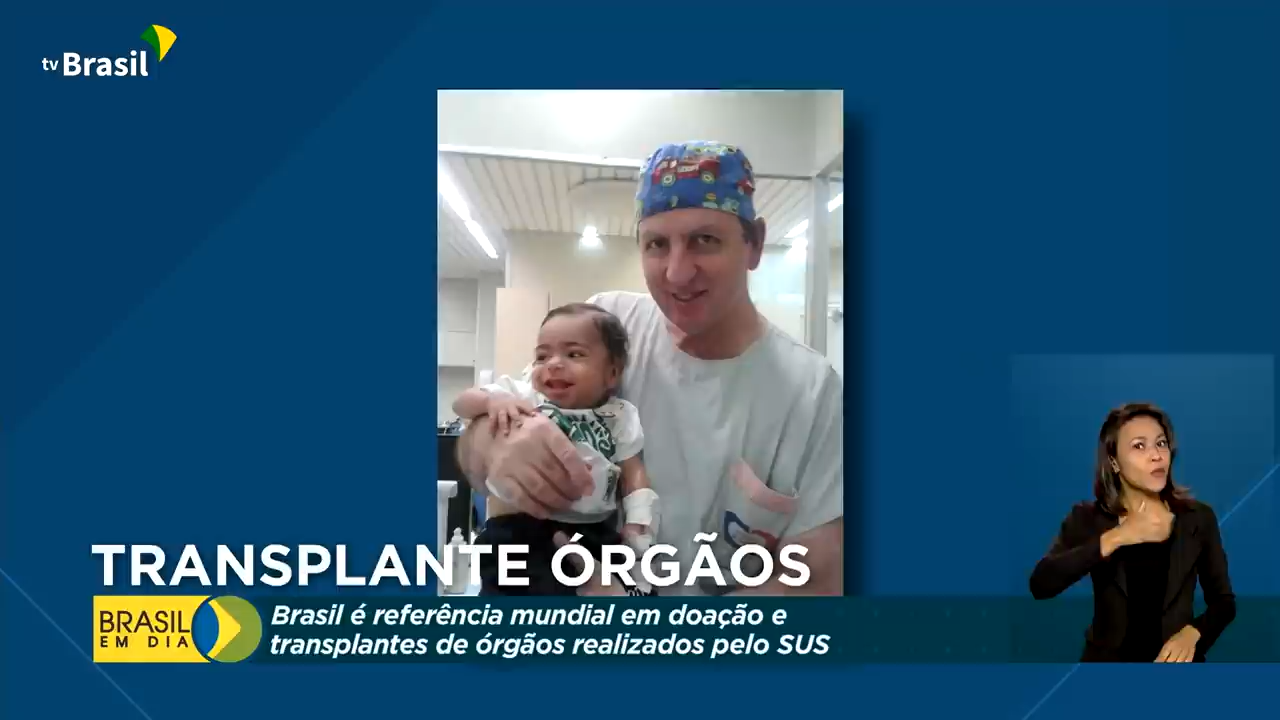 tv Brasil
TRANSPLANTE ÓRGÃOS
BRASIL
EM DIA
Brasil é referência mundial em doação e
transplantes de órgãos realizados pelo SUS